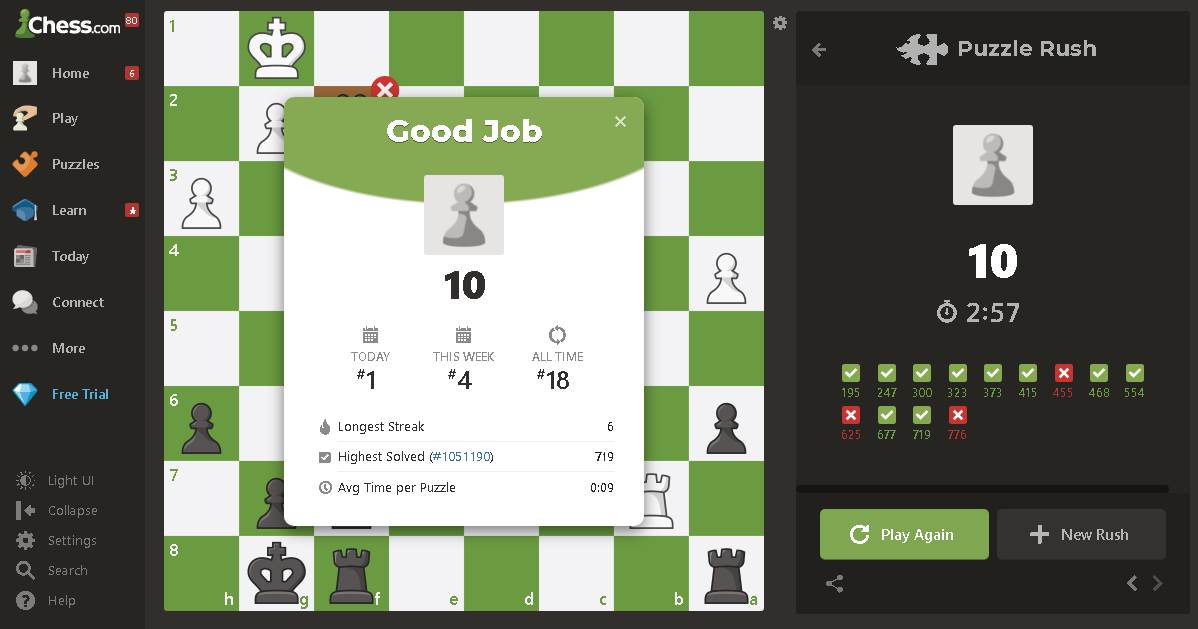 Chess.com 80
Home 6
Play
Puzzles
Learn
Today
Connect
More
Free Trial
Light UI
Collapse
Settings
Search
Help
1
2
3
4
5
6
7
8
h g f e d c b a
Good Job
10
TODAY THIS WEEK ALL TIME
#1 #4 #18
Longest Streak 6
Highest Solved (#1051190) 719
Avg Time per Puzzle 0:09
Puzzle Rush
10
2:57
195 247 300 323 373 415 455 468 554
625 677 719 776
Play Again New Rush